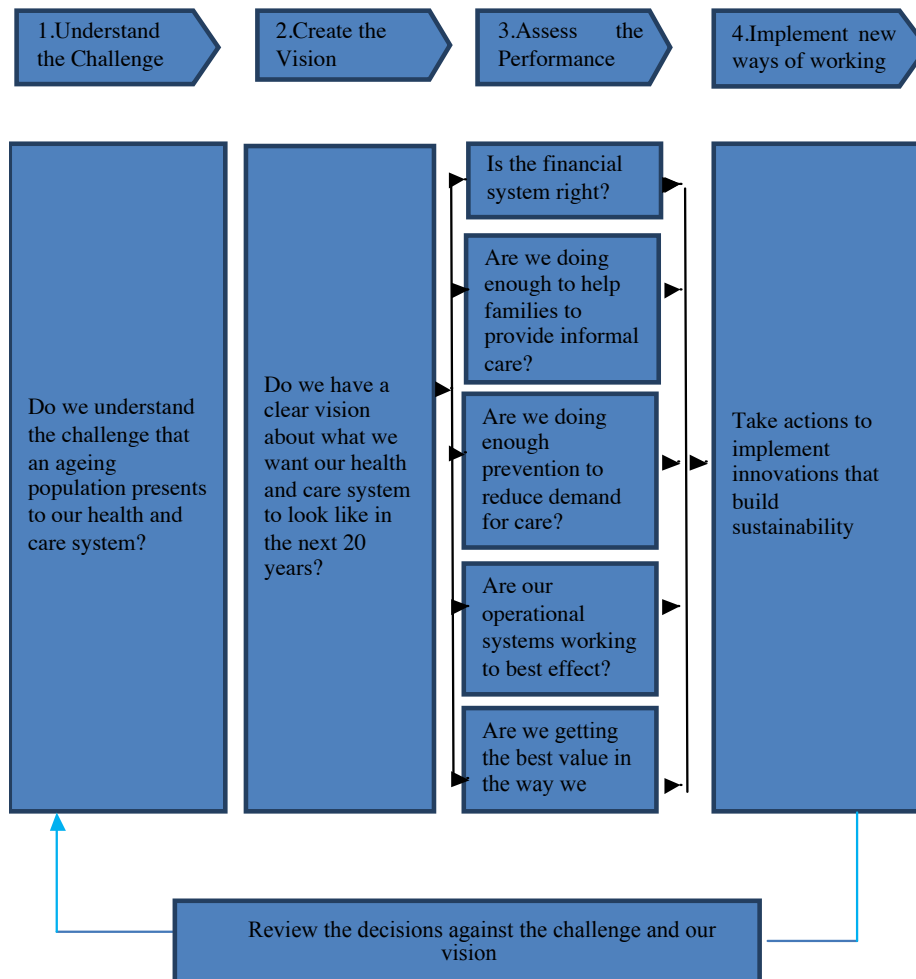 1.Understand
the Challenge
2.Create the
Vision
3.Assess the
Performance
4.Implement new
ways of working
Do we understand
the challenge that
an ageing
population presents
to our health and
care system?
Do we have a
clear vision
about what we
want our health
and care system
to look like in
the next 20
years?
Is the financial
system right?
Are we doing
enough to help
families to
provide informal
care?
Are we doing
enough
prevention to
reduce demand
for care?
Are our
operational
systems working
to best effect?
Are we getting
the best value in
the way we
Take actions to
implement
innovations that
build
sustainability
Review the decisions against the challenge and our
vision